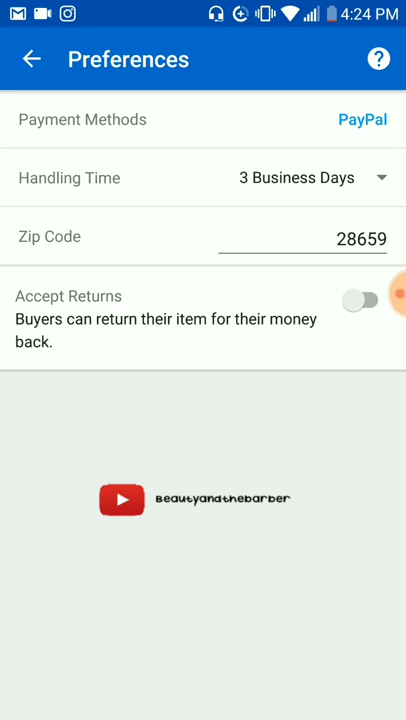 4:24 PM
Preferences
Payment Methods PayPal
Handling Time 3 Business Days
Zip Code 28659
Accept Returns
Buyers can return their item for their money
back.
Beautyandthebarber